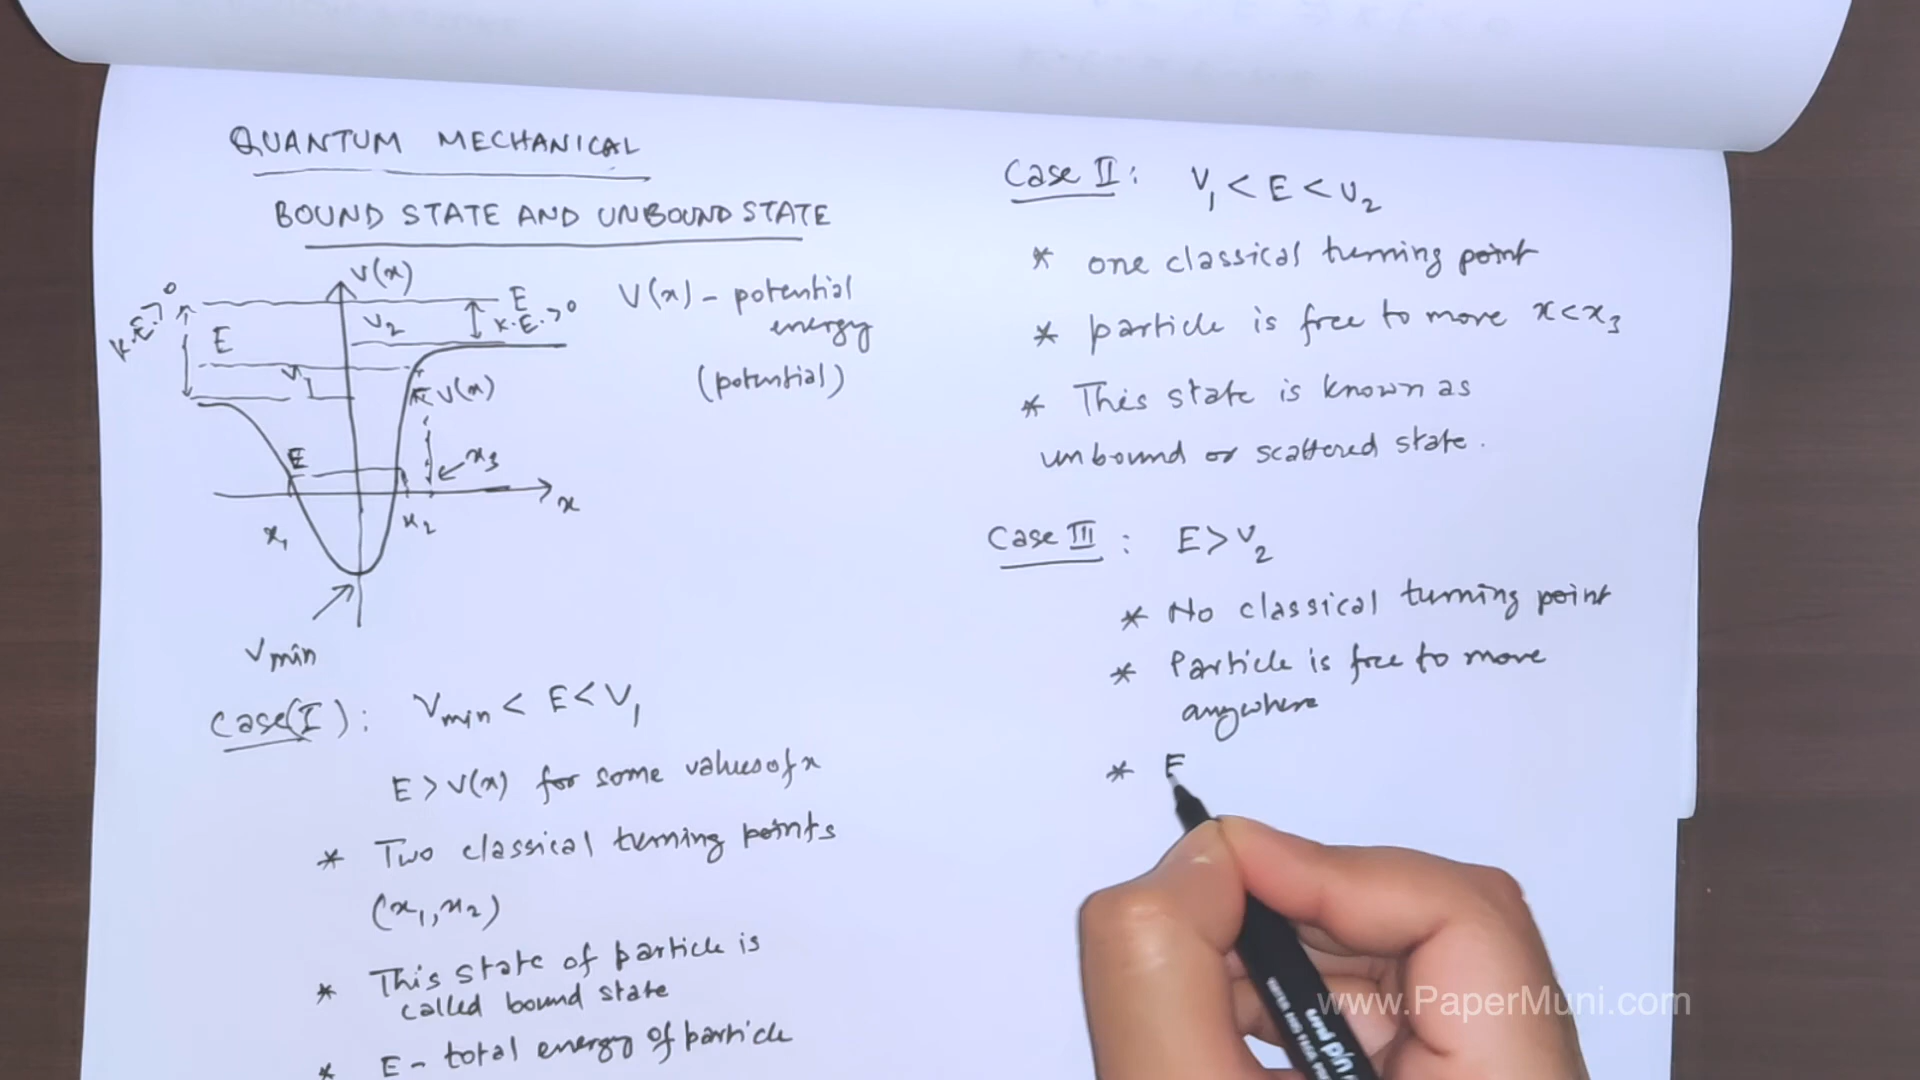 QUANTUM MECHANICAL
BOUND STATE AND UNBOUND STATE
V(x)
K.E. > 0
E
K.E. > 0
V2
E
V1
V(x)
E
x3
x
x1
x2
Vmin
V(x) - potential
energy
(potential)
Case(I): Vmin < E < V1
E > V(x) for some values of x
* Two classical turning points
(x1, x2)
* This state of particle is
called bound state
* E - total energy of particle
Case II: V1 < E < V2
* one classical turning point
* particle is free to move x < x3
* This state is known as
unbound or scattered state.
Case III: E > V2
* No classical turning point
* Particle is free to move
anywhere
* E
uni pin
www.PaperMuni.com